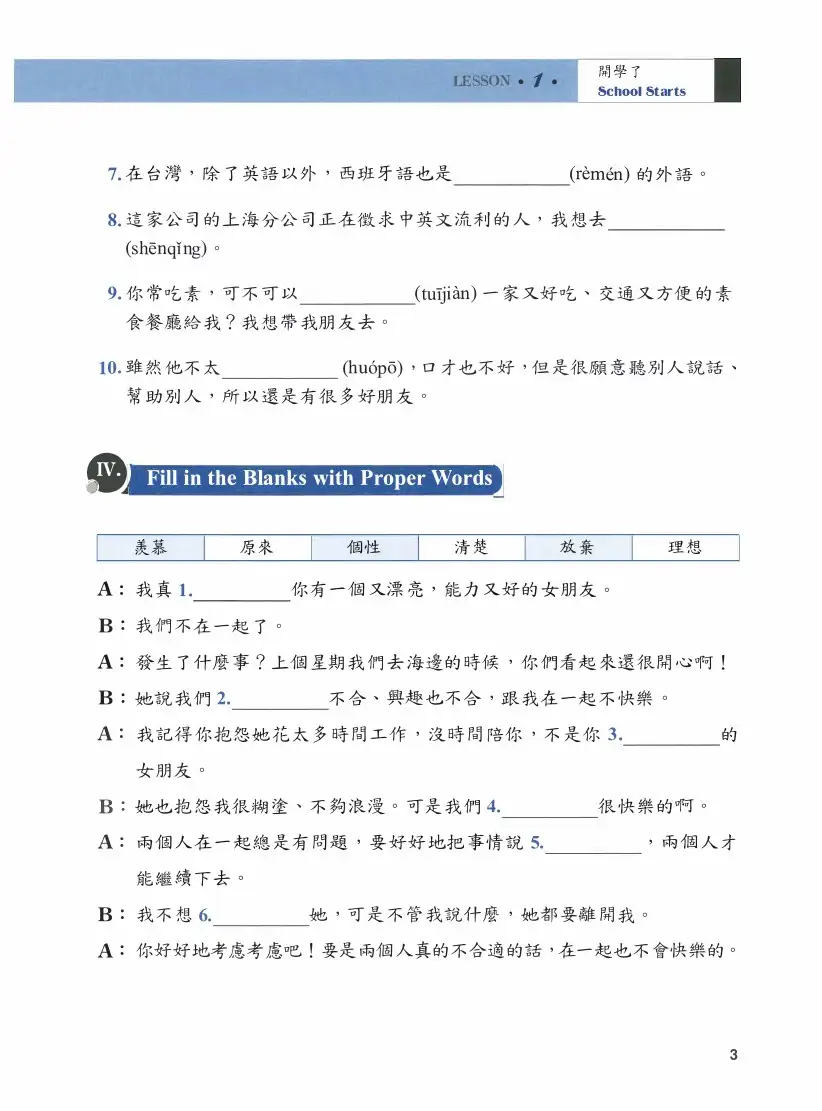 LESSON • 1 •
開學了
School Starts
7. 在台灣，除了英語以外，西班牙語也是____________(rèmén) 的外語。
8. 這家公司的上海分公司正在徵求中英文流利的人，我想去____________
(shēnqǐng)。
9. 你常吃素，可不可以____________(tuījiàn) 一家又好吃、交通又方便的素
食餐廳給我？我想帶我朋友去。
10. 雖然他不太____________ (huópō)，口才也不好，但是很願意聽別人說話、
幫助別人，所以還是有很多好朋友。
IV. Fill in the Blanks with Proper Words
羨慕 原來 個性 清楚 放棄 理想
A：我真 1.__________你有一個又漂亮，能力又好的女朋友。
B：我們不在一起了。
A：發生了什麼事？上個星期我們去海邊的時候，你們看起來還很開心啊！
B：她說我們 2.__________不合、興趣也不合，跟我在一起不快樂。
A：我記得你抱怨她花太多時間工作，沒時間陪你，不是你 3.__________的
女朋友。
B：她也抱怨我很糊塗、不夠浪漫。可是我們 4.__________很快樂的啊。
A：兩個人在一起總是有問題，要好好地把事情說 5.__________，兩個人才
能繼續下去。
B：我不想 6.__________她，可是不管我說什麼，她都要離開我。
A：你好好地考慮考慮吧！要是兩個人真的不合適的話，在一起也不會快樂的。
3